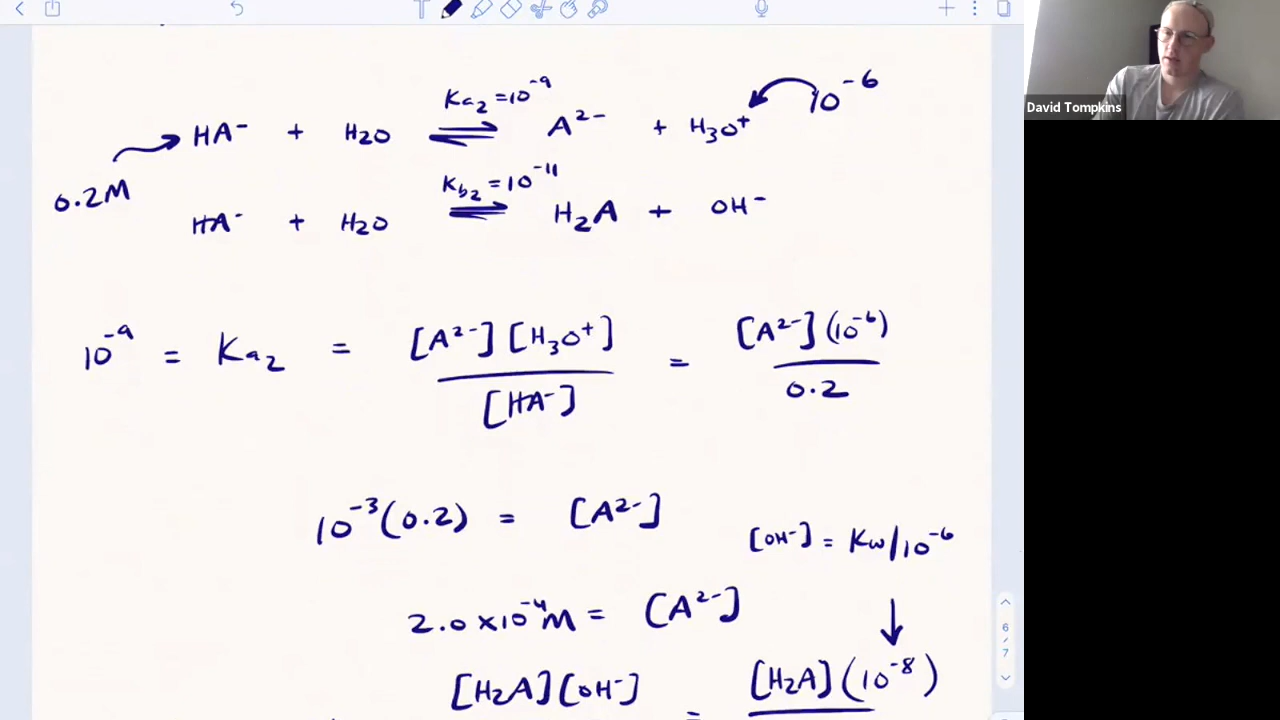 Ka₂ = 10⁻⁹
10⁻⁶
HA⁻ + H₂O ⇌ A²⁻ + H₃O⁺
0.2M
Kb₂ = 10⁻¹¹
HA⁻ + H₂O ⇌ H₂A + OH⁻
10⁻⁹ = Ka₂ = [A²⁻][H₃O⁺] / [HA⁻] = [A²⁻](10⁻⁶) / 0.2
10⁻³(0.2) = [A²⁻]
[OH⁻] = Kw/10⁻⁶
2.0 x 10⁻⁴ M = [A²⁻]
[H₂A][OH⁻] = [H₂A](10⁻⁸)
David Tompkins
6
/
7